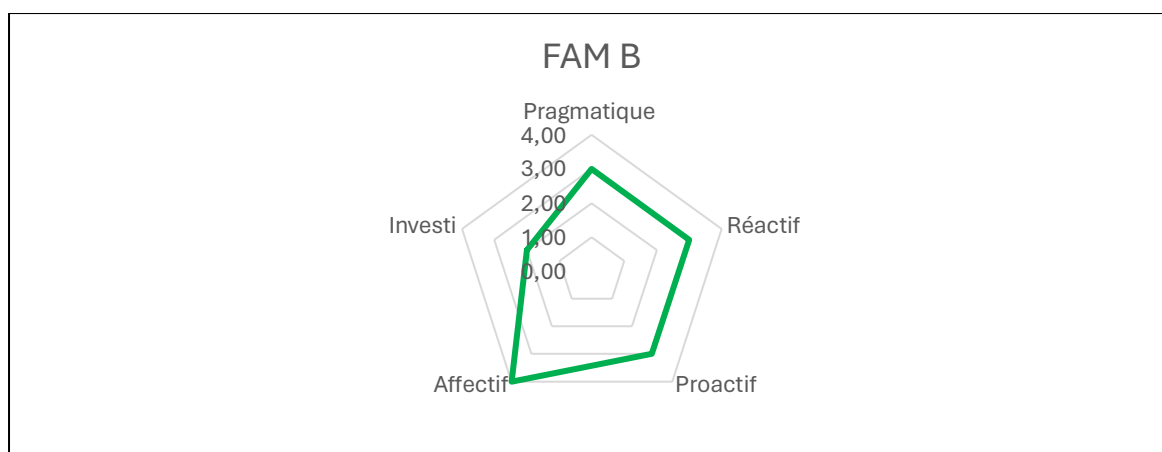 FAM B
Pragmatique
4,00
3,00
2,00
1,00
0,00
Investi
Réactif
Affectif
Proactif